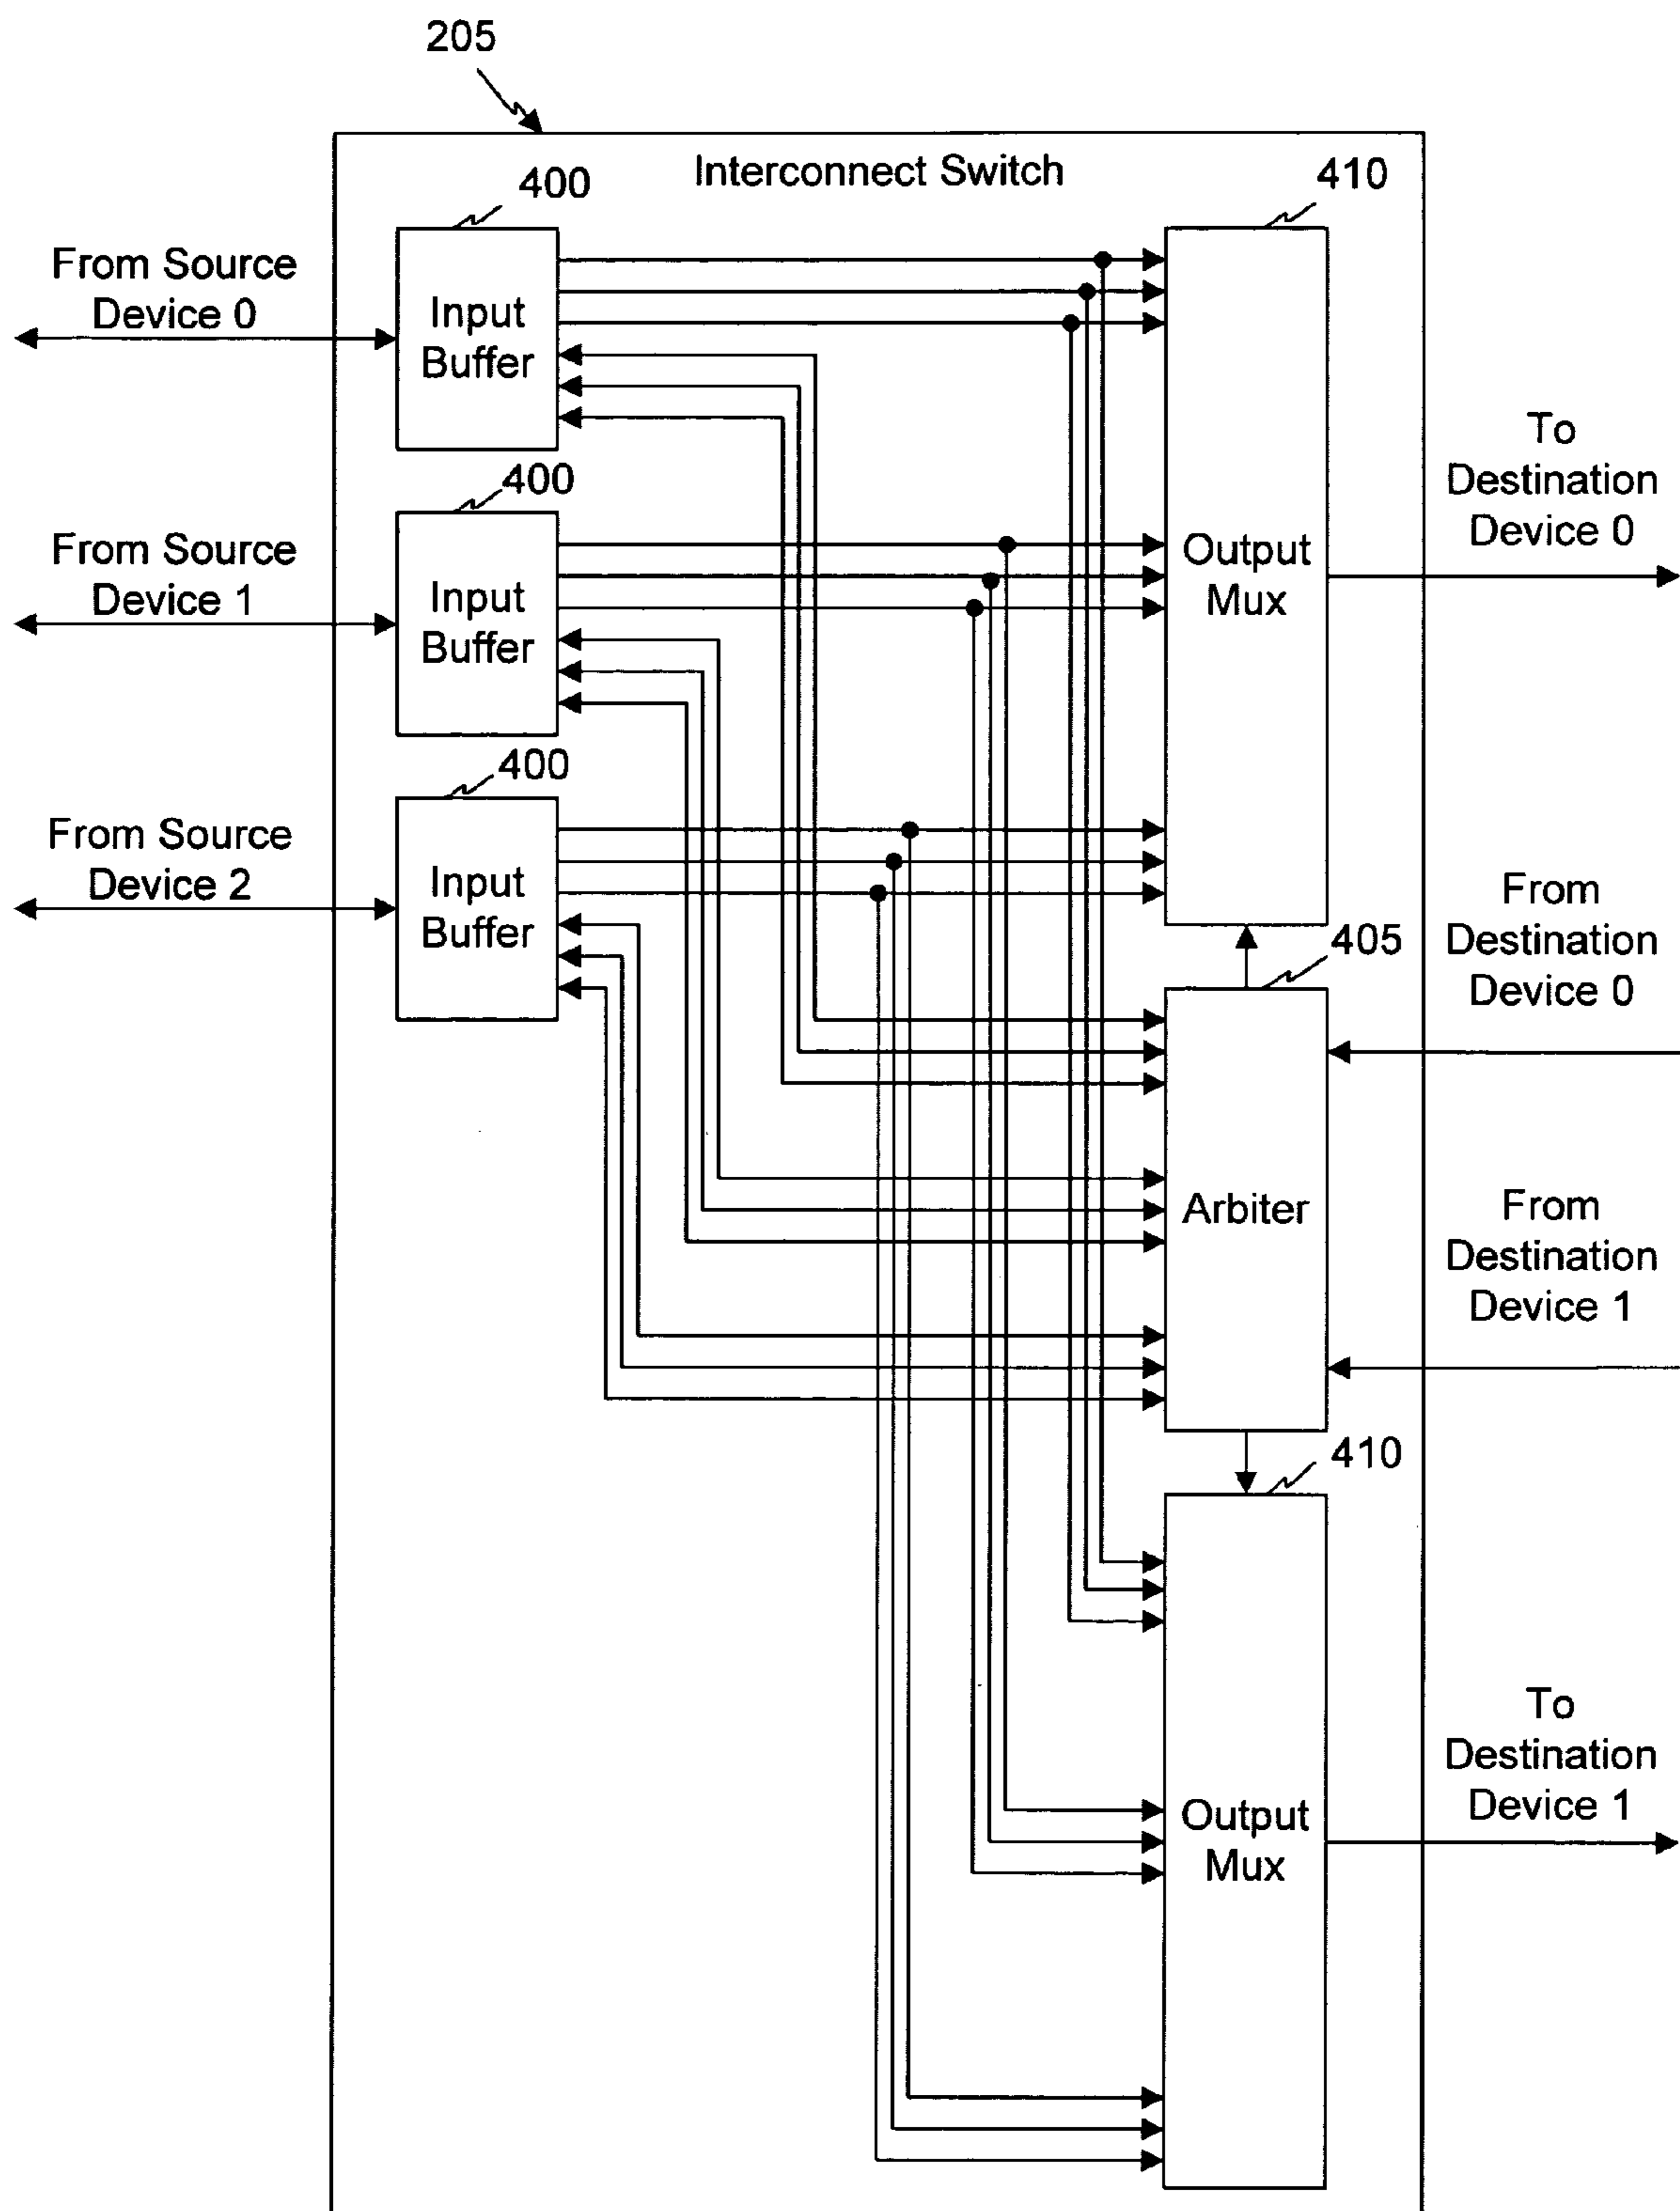 205
Interconnect Switch
400
410
From Source
Device 0
Input
Buffer
To
Destination
Device 0
400
From Source
Device 1
Input
Buffer
Output
Mux
400
From Source
Device 2
Input
Buffer
From
Destination
Device 0
405
Arbiter
From
Destination
Device 1
410
To
Destination
Device 1
Output
Mux